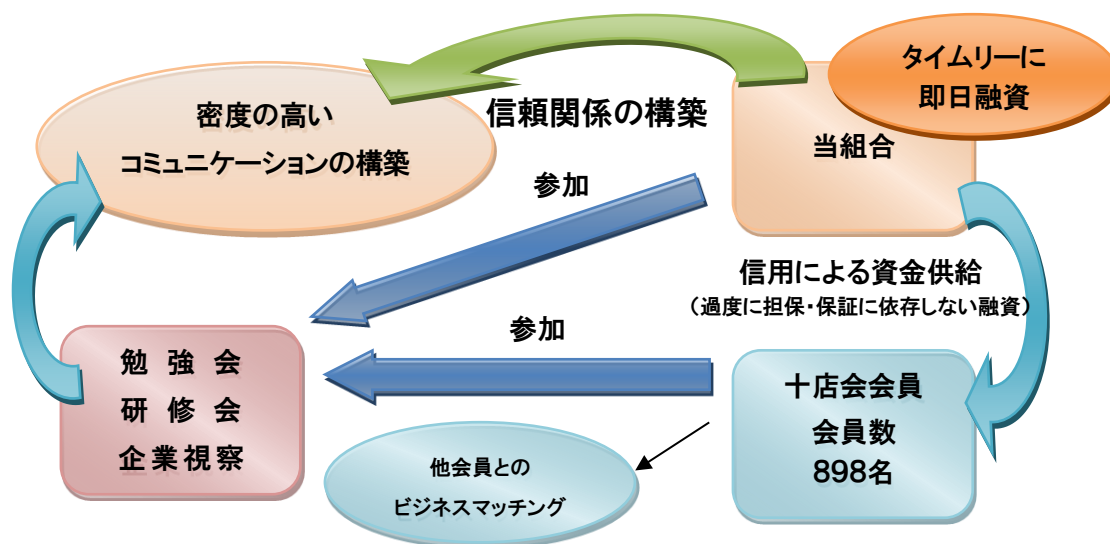 タイムリーに
即日融資
密度の高い
コミュニケーションの構築
信頼関係の構築
当組合
参加
信用による資金供給
（過度に担保・保証に依存しない融資）
参加
勉強会
研修会
企業視察
十店会会員
会員数
898名
他会員との
ビジネスマッチング